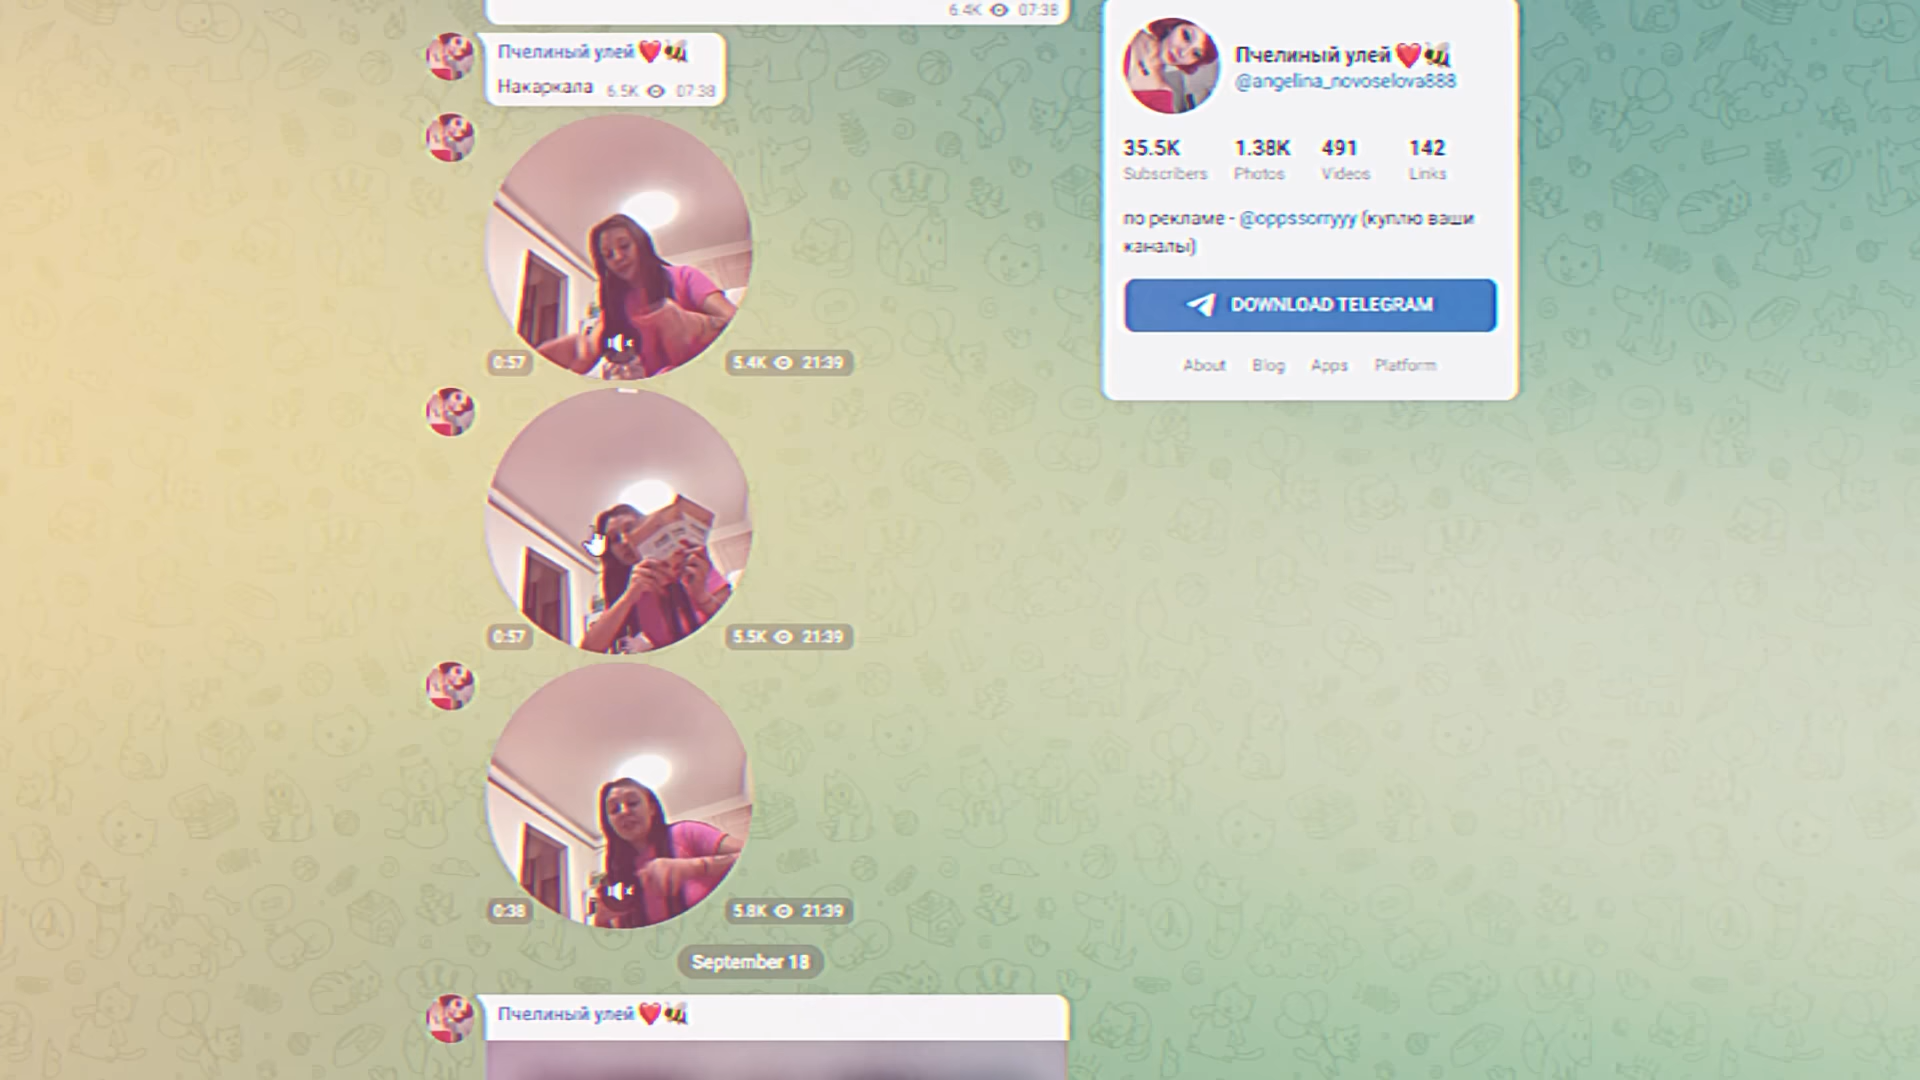 6.4K 07:38
Пчелиный улей
Накаркала 6.5K 07:38
0:57 5.4K 21:39
0:57 5.5K 21:39
0:38 5.8K 21:39
September 18
Пчелиный улей
Пчелиный улей
@angelina_novoselova888
35.5K 1.38K 491 142
Subscribers Photos Videos Links
по рекламе - @oppssorryyy (куплю ваши
каналы)
DOWNLOAD TELEGRAM
About Blog Apps Platform